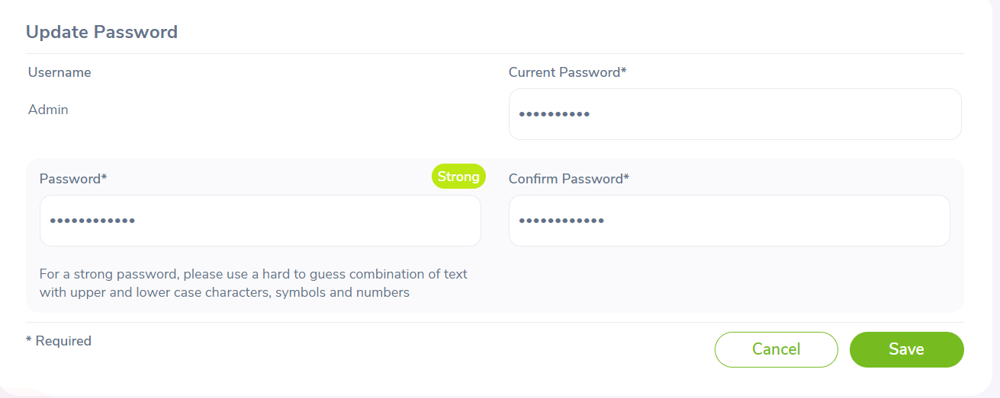 Update Password
Username
Current Password*
Admin
••••••••••
Password*
Strong
Confirm Password*
••••••••••••
••••••••••••
For a strong password, please use a hard to guess combination of text
with upper and lower case characters, symbols and numbers
* Required
Cancel
Save